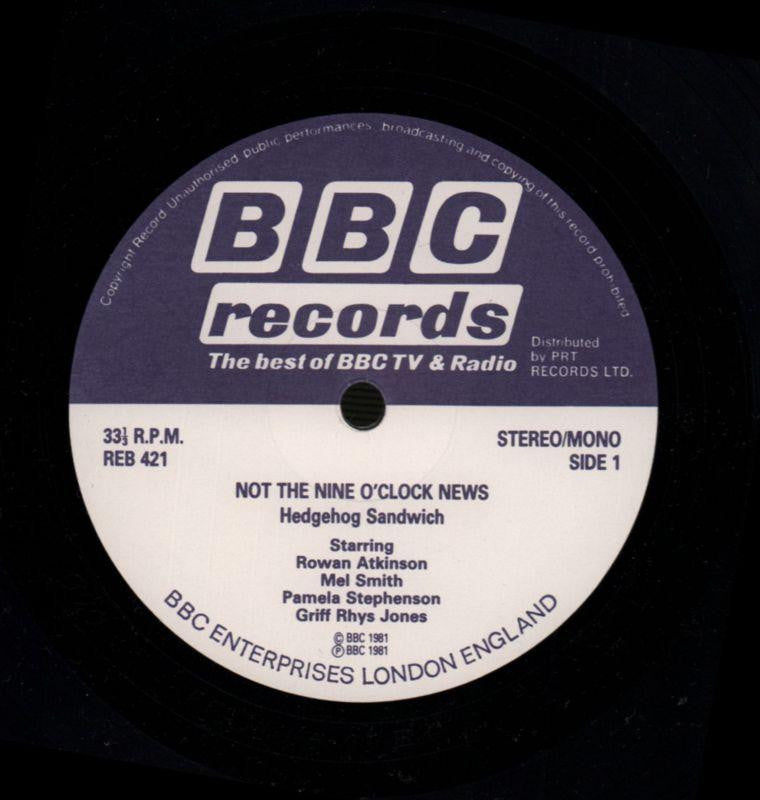 Copyright Record Unauthorised public performances broadcasting and copying of this record prohibited
BBC
records
The best of BBC TV & Radio
Distributed
by PRT
RECORDS LTD.
33⅓ R.P.M.
REB 421
STEREO/MONO
SIDE 1
NOT THE NINE O'CLOCK NEWS
Hedgehog Sandwich
Starring
Rowan Atkinson
Mel Smith
Pamela Stephenson
Griff Rhys Jones
© BBC 1981
℗ BBC 1981
BBC ENTERPRISES LONDON ENGLAND